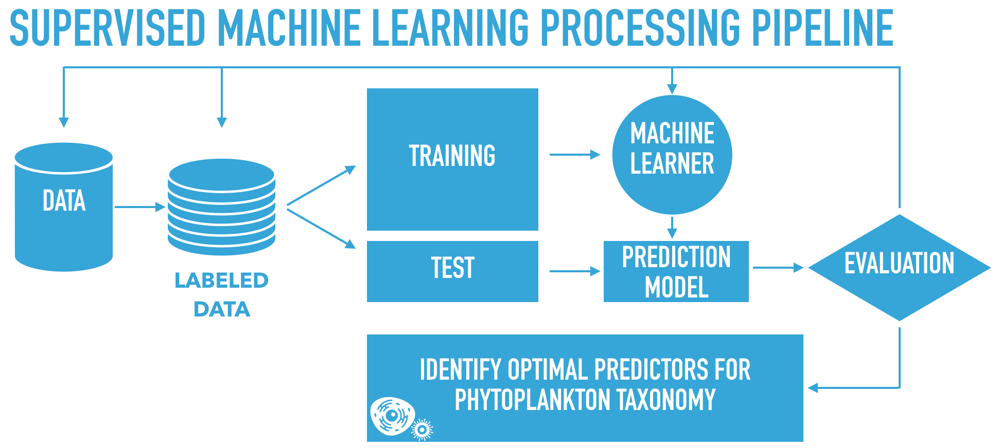 SUPERVISED MACHINE LEARNING PROCESSING PIPELINE
DATA
LABELED
DATA
TRAINING
TEST
MACHINE
LEARNER
PREDICTION
MODEL
EVALUATION
IDENTIFY OPTIMAL PREDICTORS FOR
PHYTOPLANKTON TAXONOMY